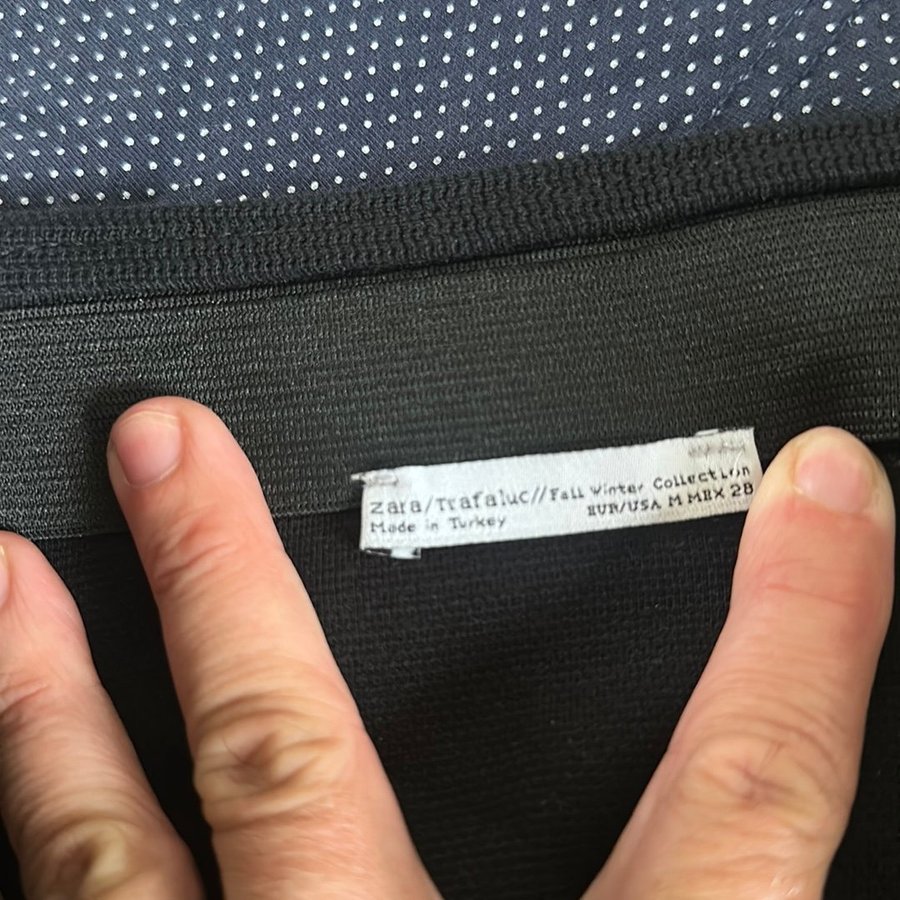 zara/Trafaluc//Fall Winter Collection
Made in Turkey EUR/USA M MEX 28